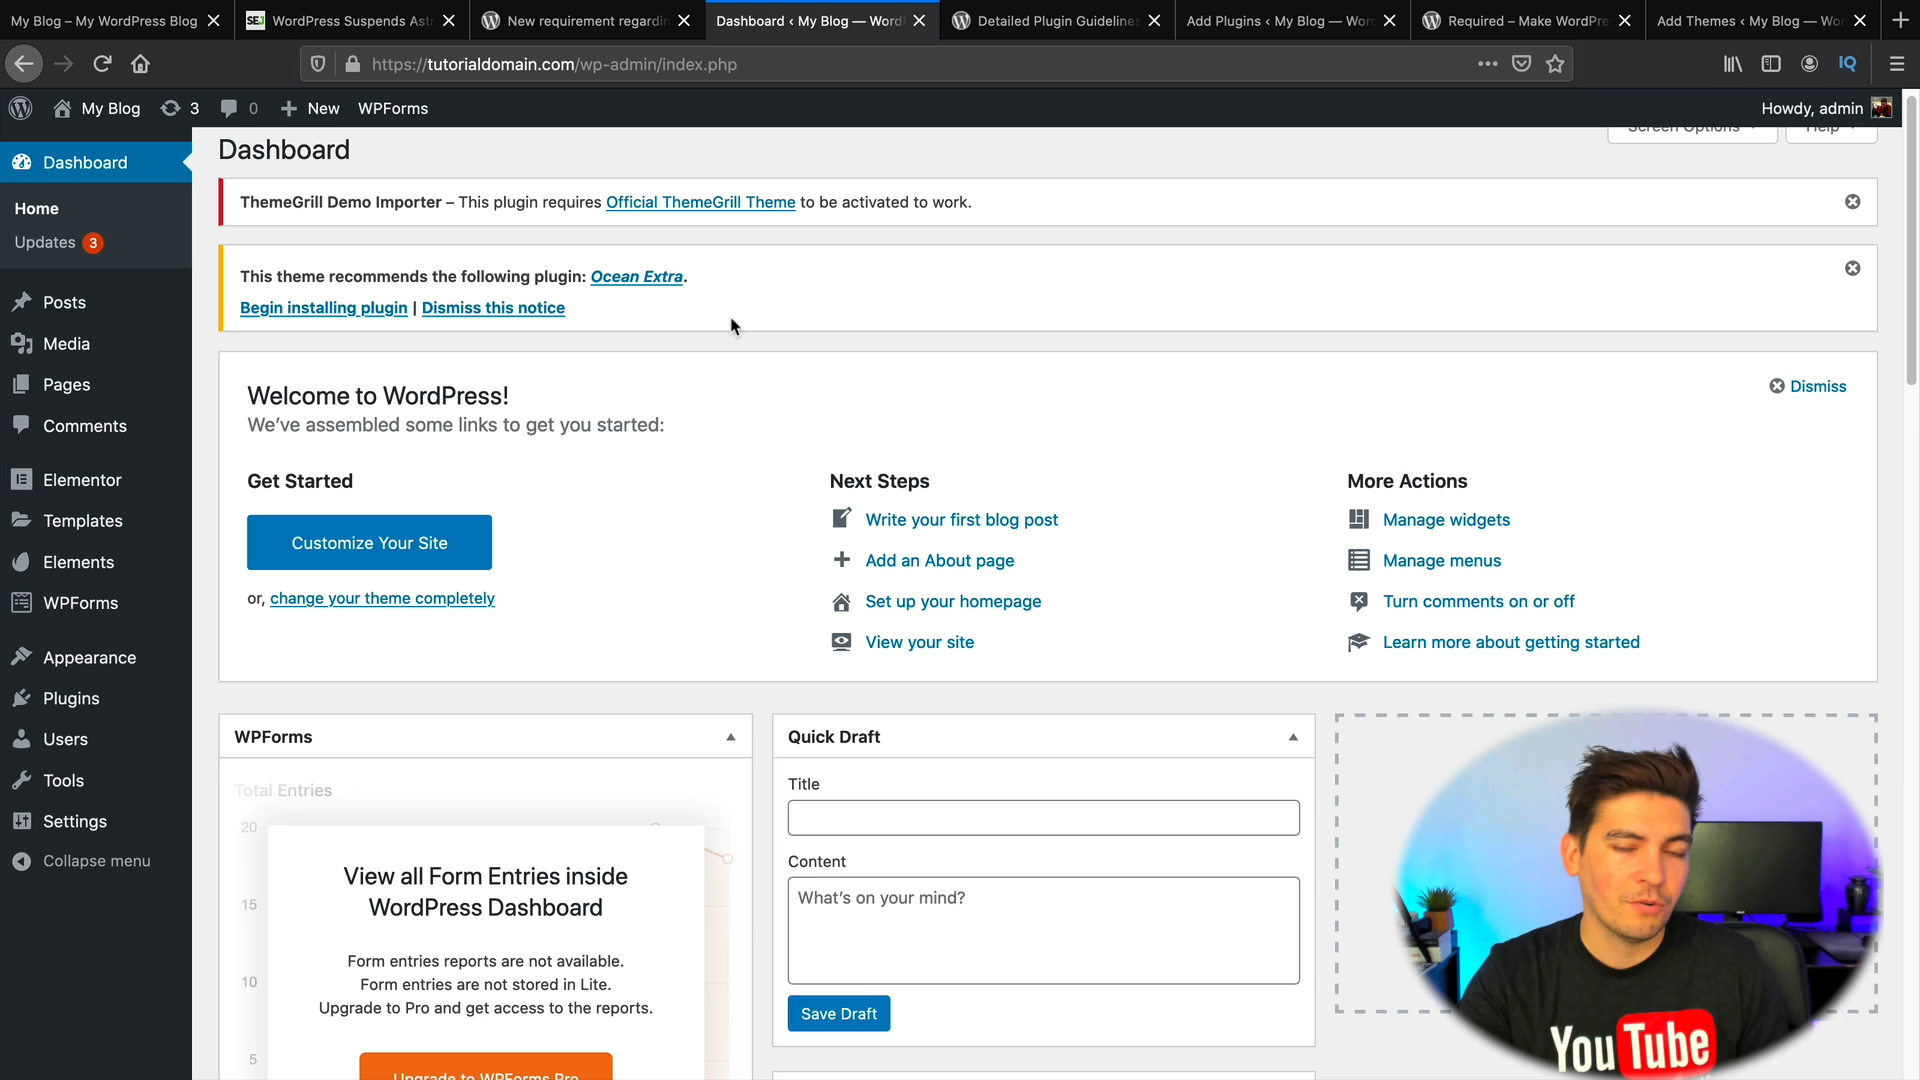 My Blog – My WordPress Blog
SEJ WordPress Suspends Ast
New requirement regardin
Dashboard ‹ My Blog — Word
Detailed Plugin Guidelines
Add Plugins ‹ My Blog — Wor
Required – Make WordPre
Add Themes ‹ My Blog — Wo
https://tutorialdomain.com/wp-admin/index.php
IQ
My Blog 3 0 New WPForms
Howdy, admin
Screen Options
Help
Dashboard
Home
Updates 3
Posts
Media
Pages
Comments
Elementor
Templates
Elements
WPForms
Appearance
Plugins
Users
Tools
Settings
Collapse menu
Dashboard
ThemeGrill Demo Importer – This plugin requires Official ThemeGrill Theme to be activated to work.
This theme recommends the following plugin: Ocean Extra.
Begin installing plugin | Dismiss this notice
Welcome to WordPress!
Dismiss
We've assembled some links to get you started:
Get Started
Customize Your Site
or, change your theme completely
Next Steps
Write your first blog post
Add an About page
Set up your homepage
View your site
More Actions
Manage widgets
Manage menus
Turn comments on or off
Learn more about getting started
WPForms
Total Entries
20
15
10
5
View all Form Entries inside
WordPress Dashboard
Form entries reports are not available.
Form entries are not stored in Lite.
Upgrade to Pro and get access to the reports.
Upgrade to WPForms Pro
Quick Draft
Title
Content
What's on your mind?
Save Draft
YouTube